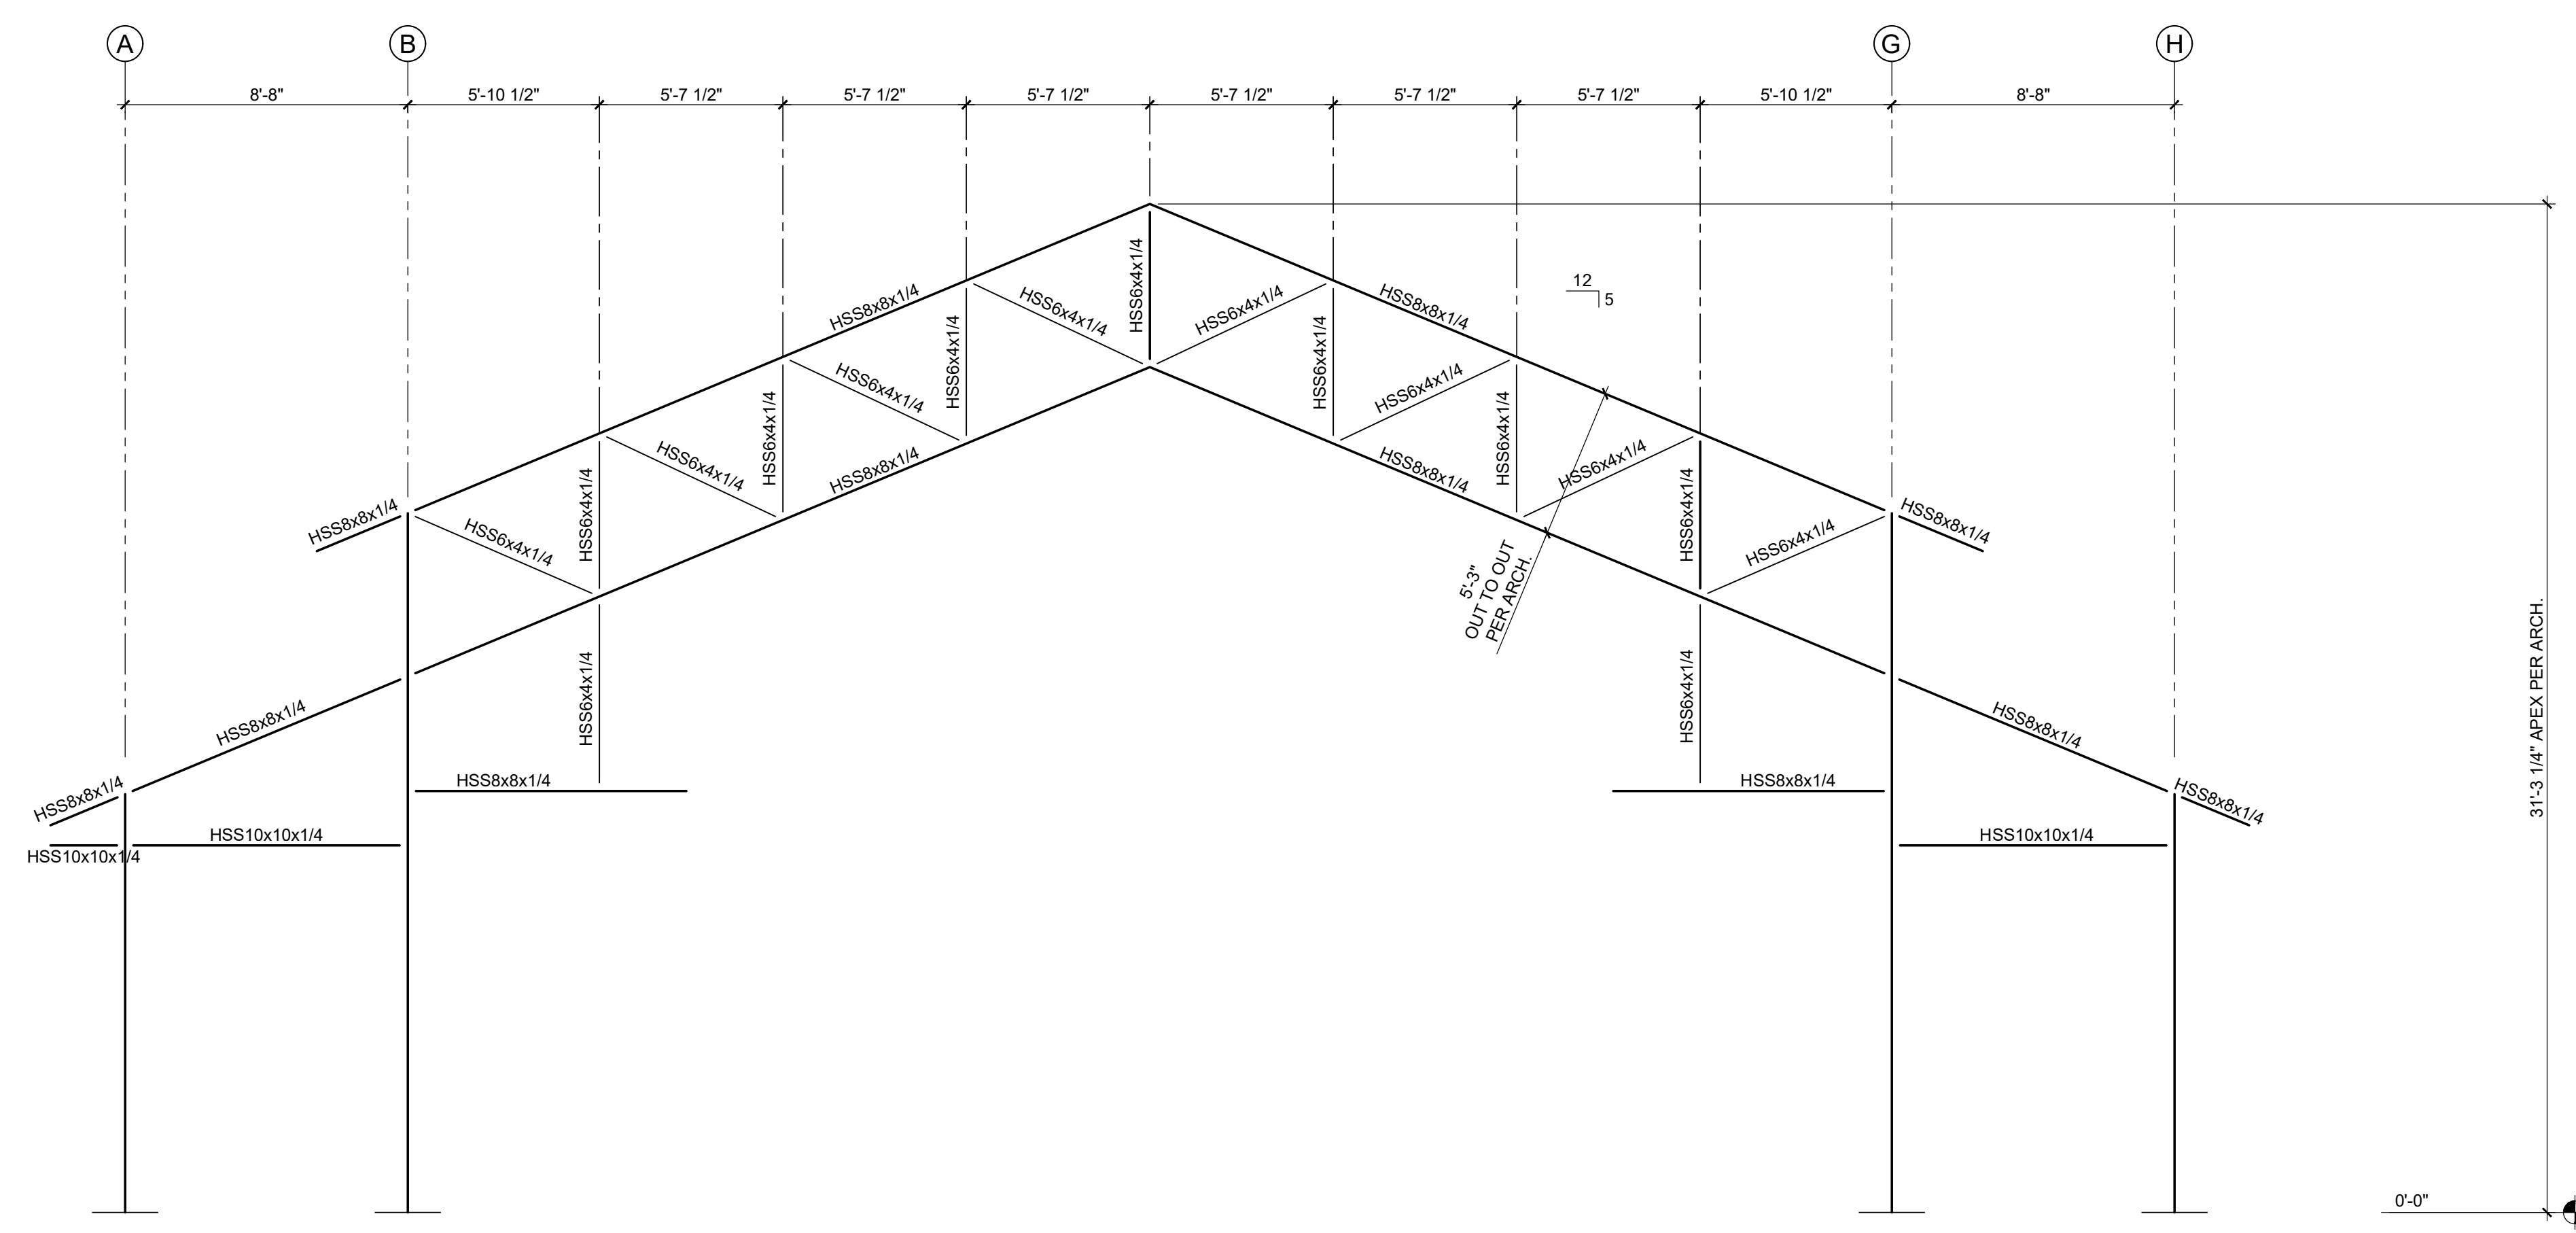 A
B
G
H
8'-8"
5'-10 1/2"
5'-7 1/2"
5'-7 1/2"
5'-7 1/2"
5'-7 1/2"
5'-7 1/2"
5'-7 1/2"
5'-10 1/2"
8'-8"
12
5
HSS8x8x1/4
HSS6x4x1/4
HSS6x4x1/4
HSS6x4x1/4
HSS8x8x1/4
HSS6x4x1/4
HSS6x4x1/4
HSS6x4x1/4
HSS6x4x1/4
HSS6x4x1/4
HSS6x4x1/4
HSS6x4x1/4
HSS6x4x1/4
HSS8x8x1/4
HSS8x8x1/4
HSS6x4x1/4
HSS8x8x1/4
HSS6x4x1/4
HSS6x4x1/4
HSS6x4x1/4
HSS6x4x1/4
HSS8x8x1/4
HSS8x8x1/4
5'-3"
OUT TO OUT
PER ARCH.
HSS8x8x1/4
HSS6x4x1/4
HSS6x4x1/4
HSS8x8x1/4
HSS8x8x1/4
HSS8x8x1/4
HSS8x8x1/4
HSS8x8x1/4
HSS10x10x1/4
HSS10x10x1/4
HSS10x10x1/4
31'-3 1/4" APEX PER ARCH.
0'-0"